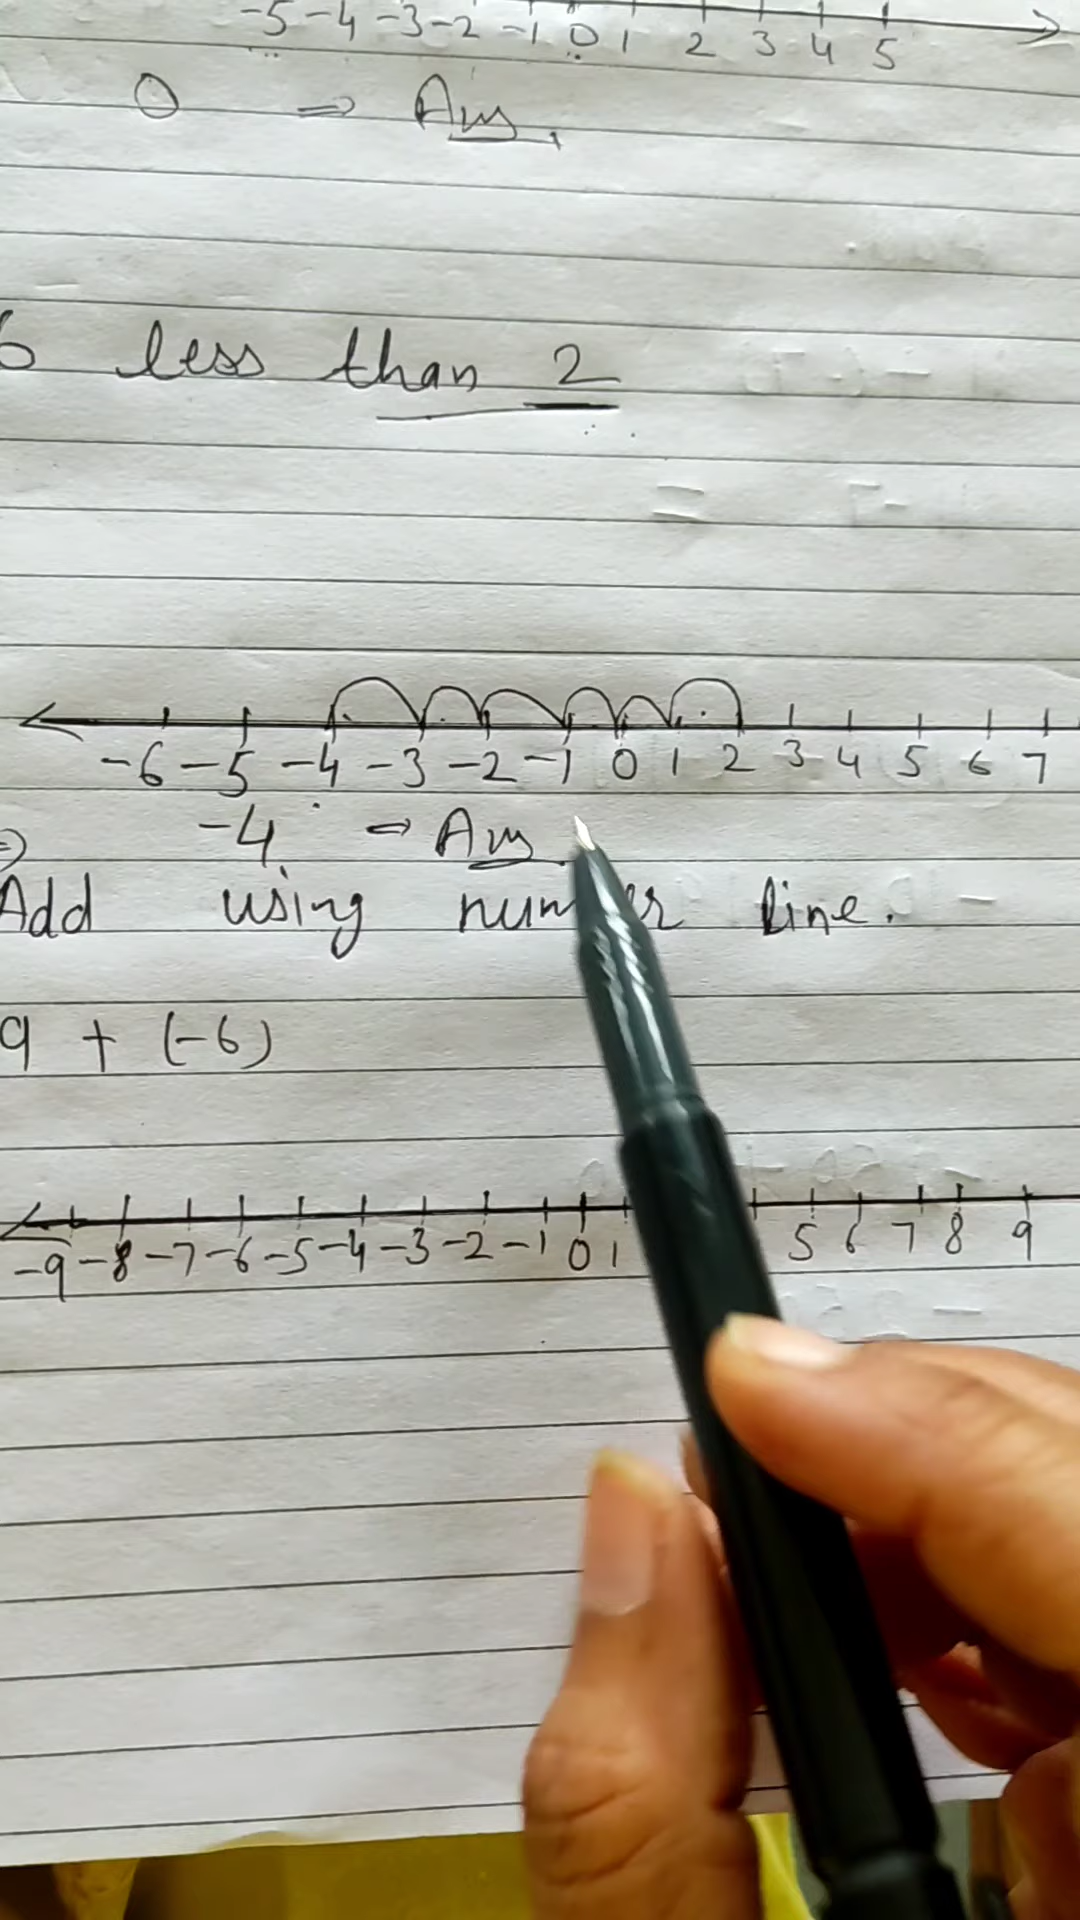 -5 -4 -3 -2 -1 0 1 2 3 4 5
0 ⇒ Ans.
6 less than 2
-6 -5 -4 -3 -2 -1 0 1 2 3 4 5 6 7
-4 ⇒ Ans
Add using line.
9 + (-6)
-9 -8 -7 -6 -5 -4 -3 -2 -1 0 1 5 6 7 8 9